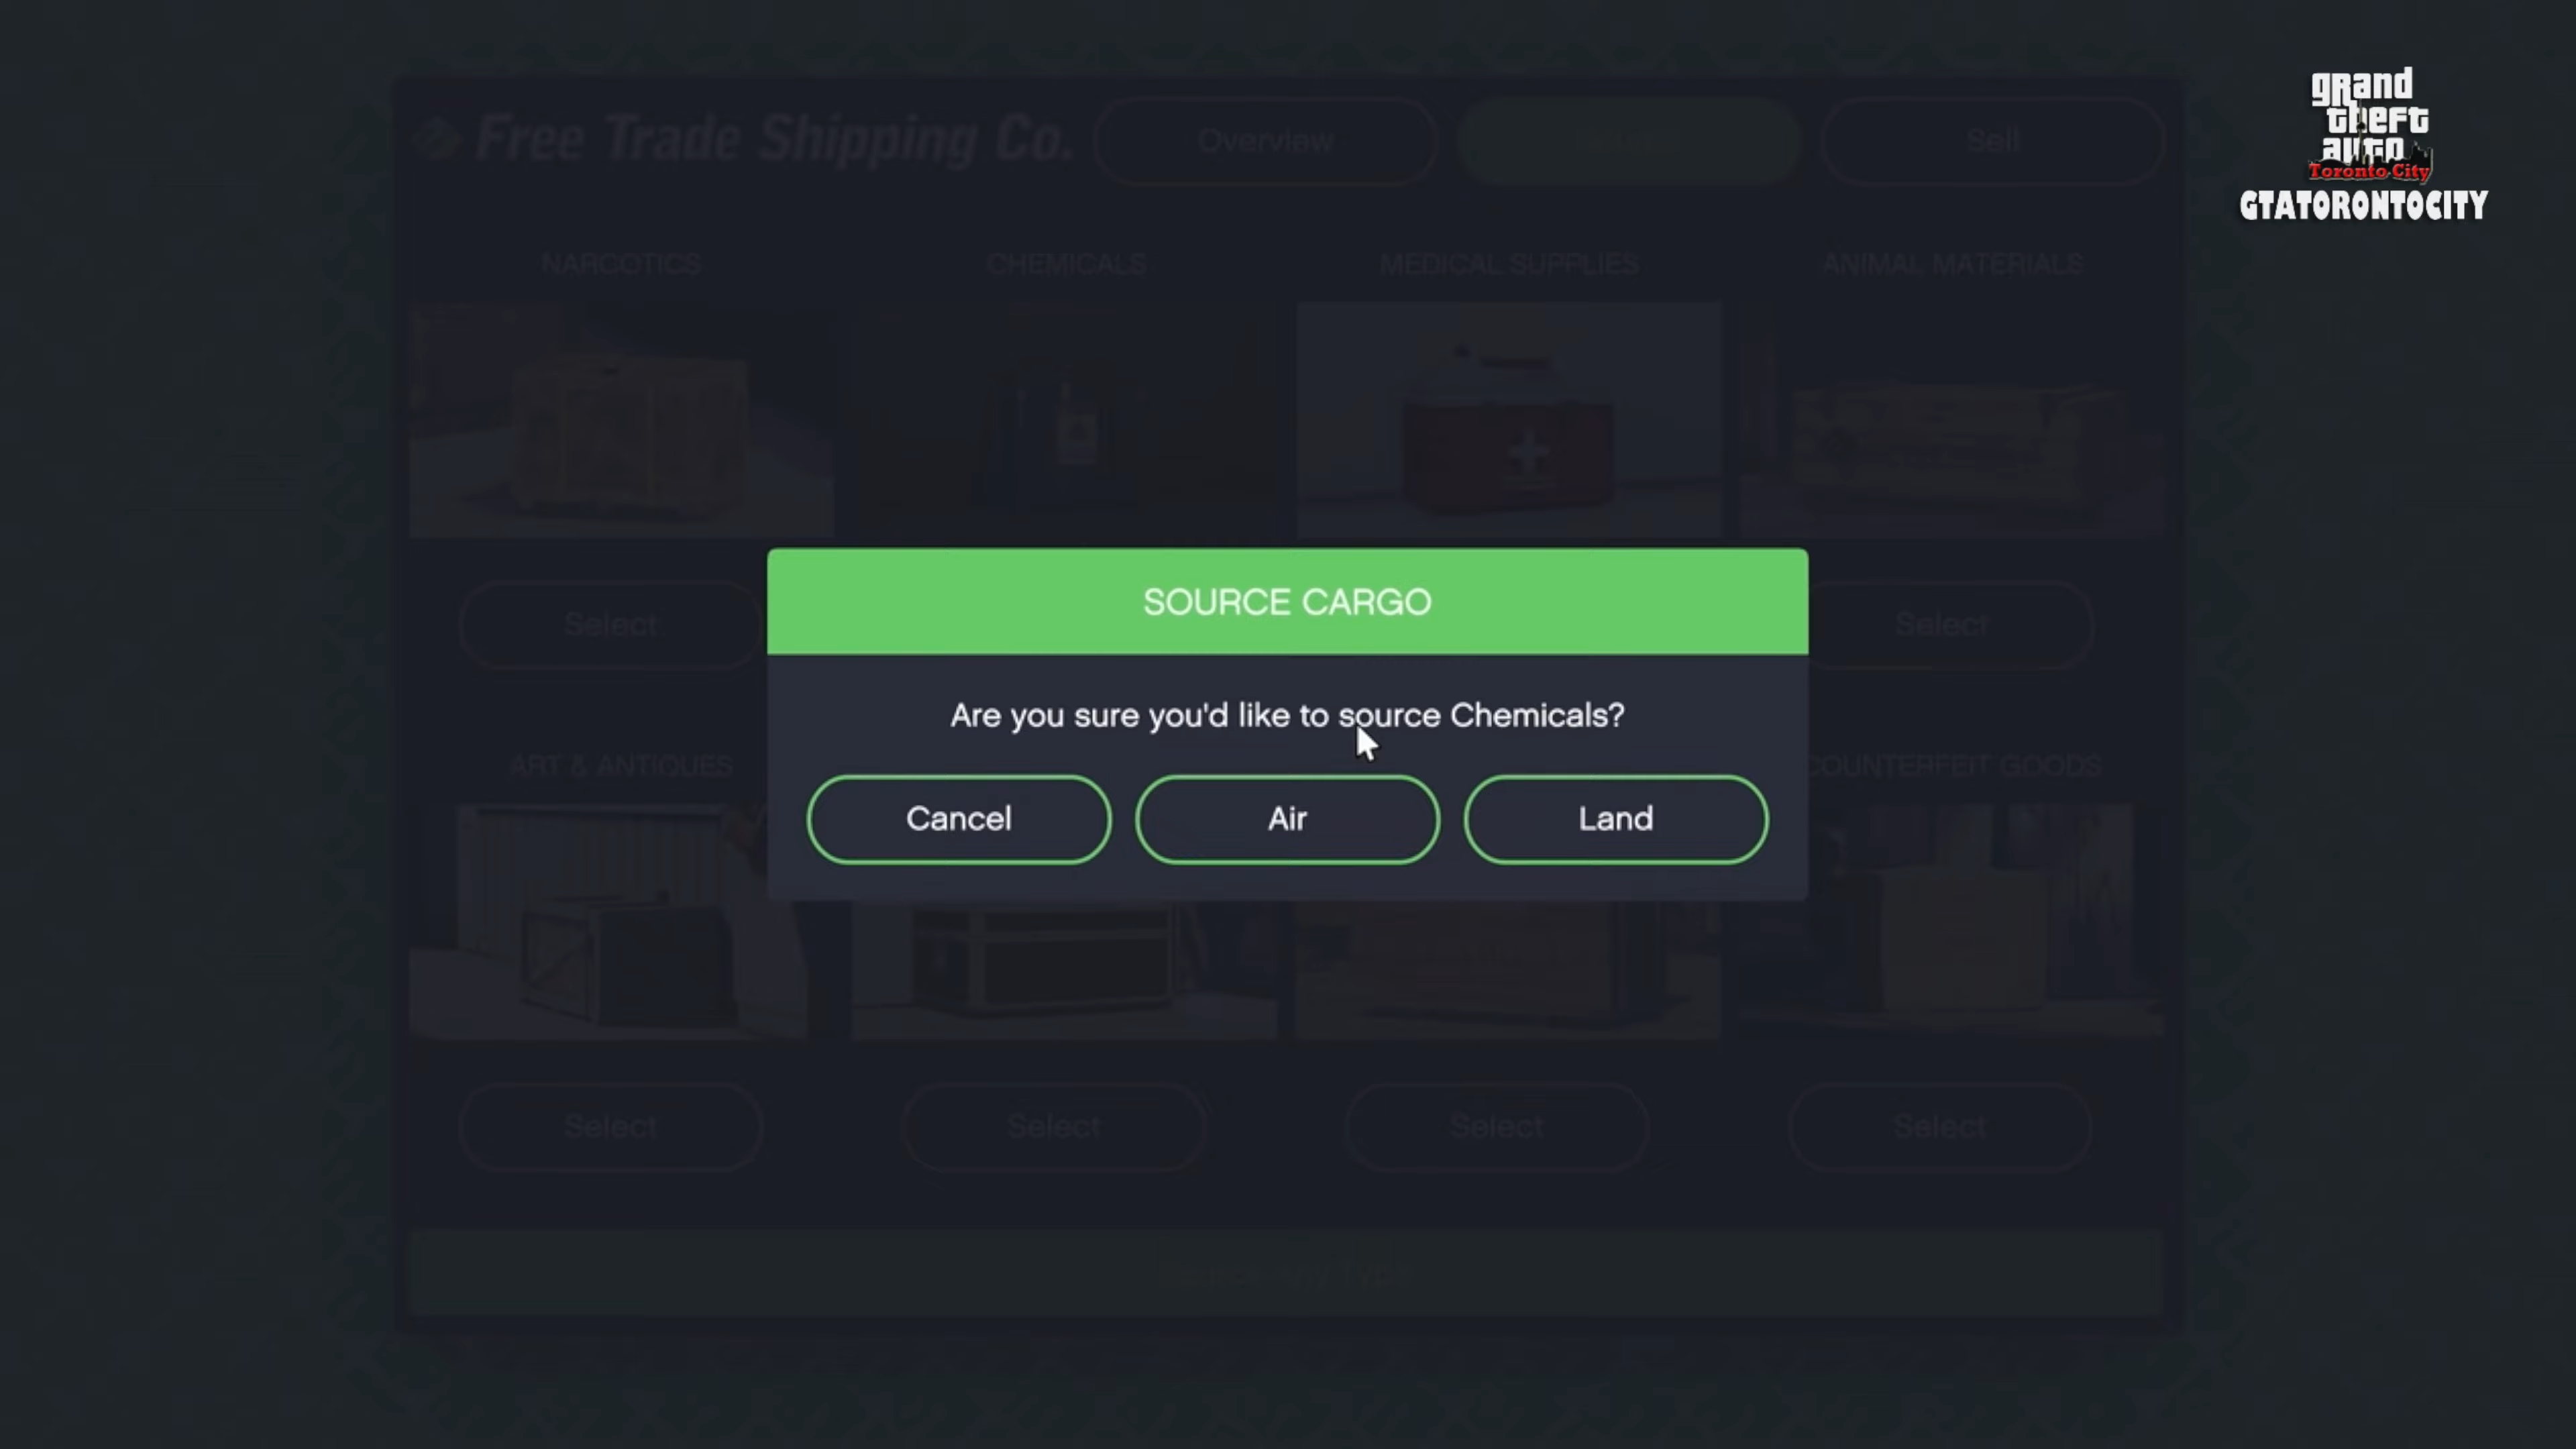 grand
theft
auto
Toronto City
GTATORONTOCITY
Free Trade Shipping Co.
Overview
Sell
NARCOTICS
CHEMICALS
MEDICAL SUPPLIES
ANIMAL MATERIALS
SOURCE CARGO
Are you sure you'd like to source Chemicals?
Cancel
Air
Land
Select
Select
ART & ANTIQUES
COUNTERFEIT GOODS
Select
Select
Select
Select